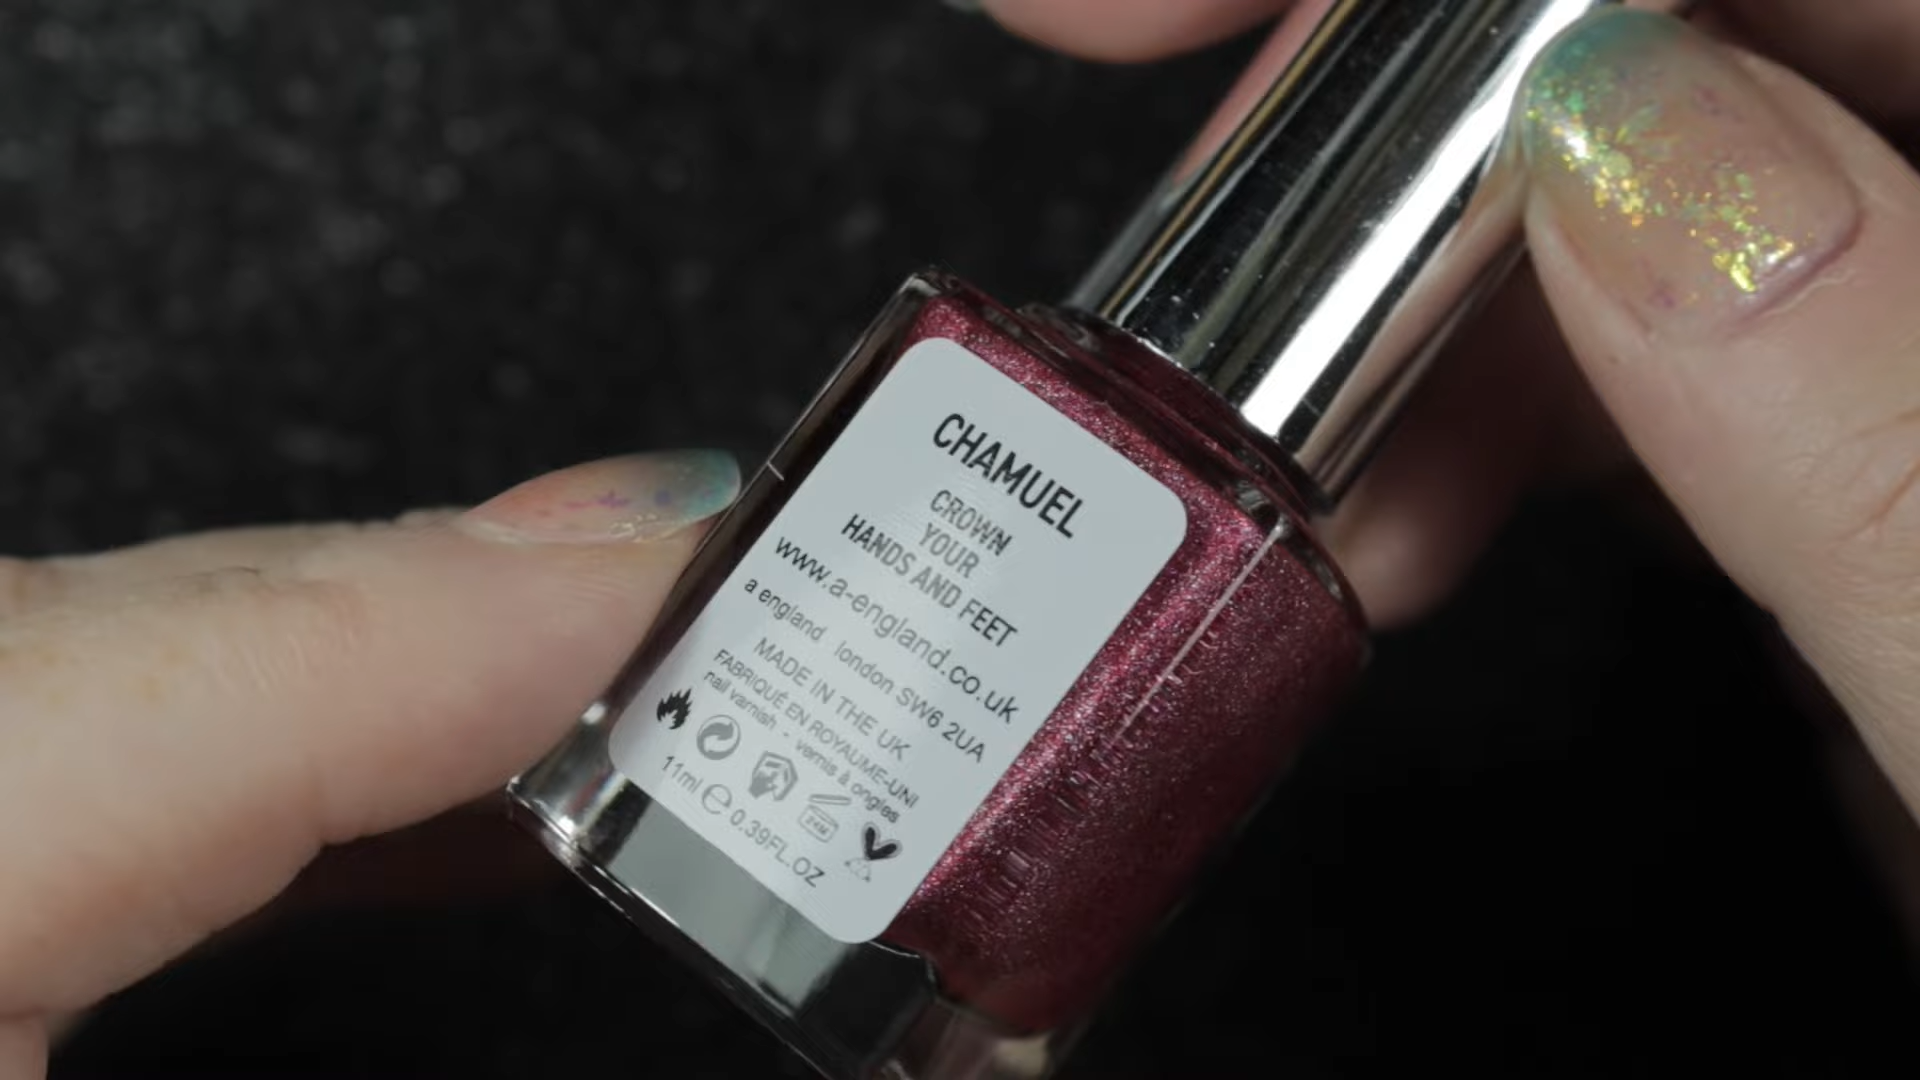 CHAMUEL
CROWN
YOUR
HANDS AND FEET
www.a-england.co.uk
a england london SW6 2UA
MADE IN THE UK
FABRIQUÉ EN ROYAUME-UNI
nail varnish - vernis à ongles
24M
11ml ℮ 0.39FL.OZ